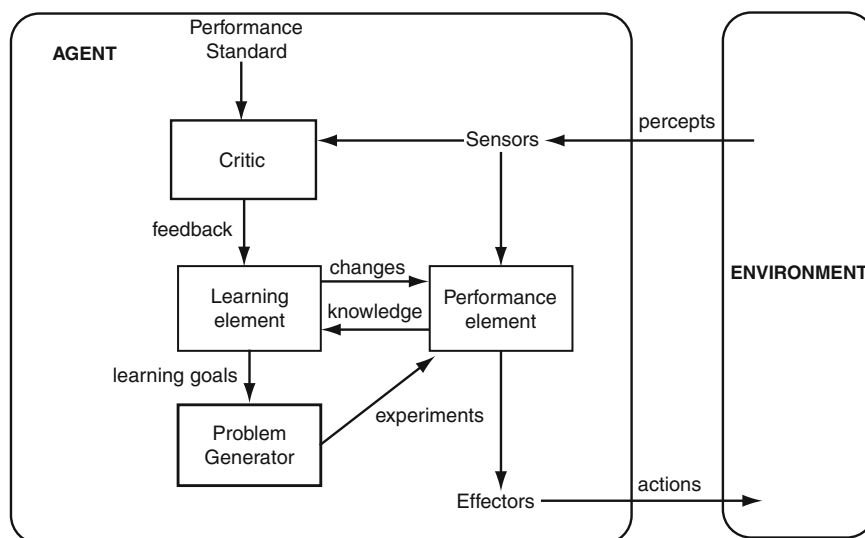 Performance
Standard
AGENT
percepts
Sensors
Critic
feedback
changes
ENVIRONMENT
Learning
element
knowledge
Performance
element
learning goals
experiments
Problem
Generator
actions
Effectors